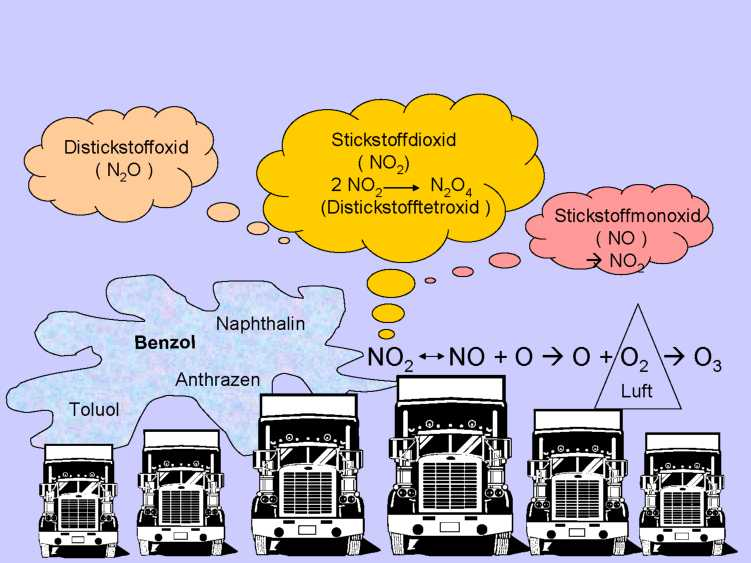 Distickstoffoxid
( N₂O )
Stickstoffdioxid
( NO₂)
2 NO₂ ⟶ N₂O₄
(Distickstofftetroxid )
Stickstoffmonoxid
( NO )
→ NO₂
Naphthalin
Benzol
Anthrazen
Toluol
NO₂ ↔ NO + O → O + O₂ → O₃
Luft